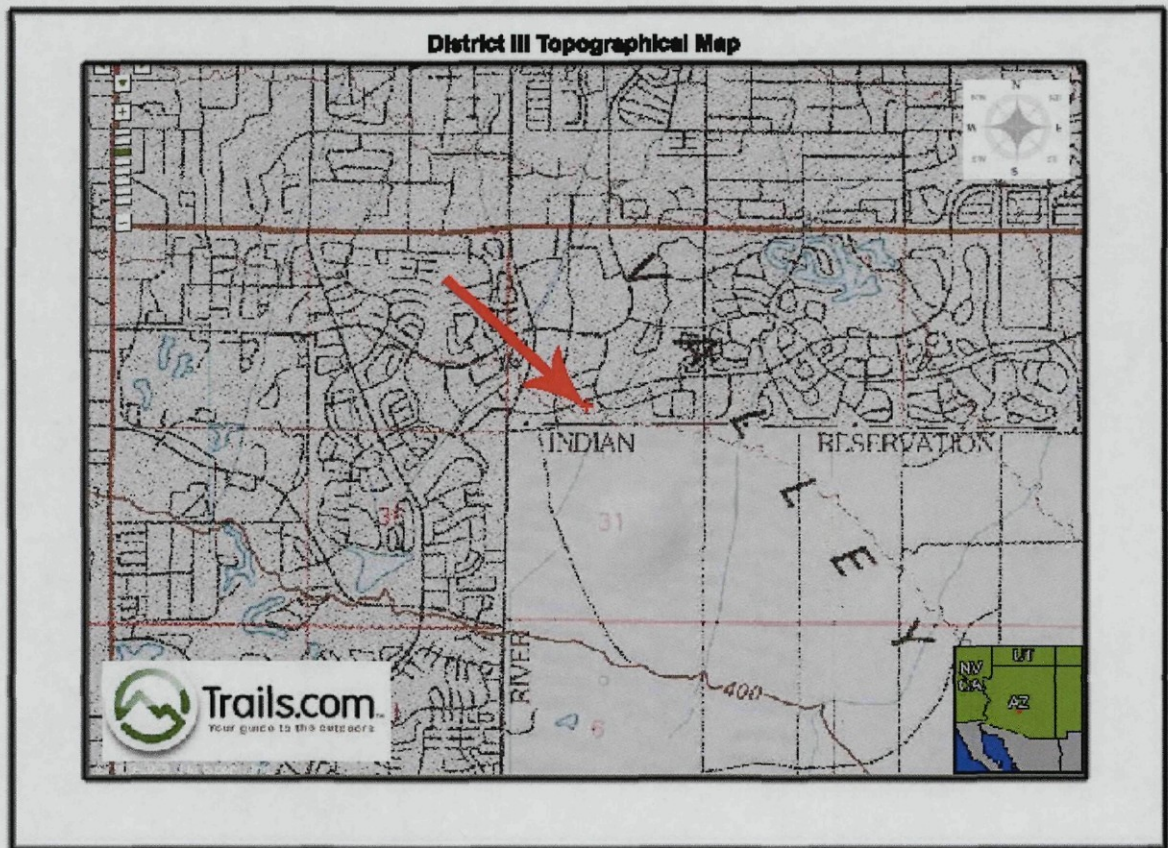 District III Topographical Map
N
W
E
S
INDIAN
RESERVATION
L
L
E
Y
31
RIVER
400
6
Trails.com
Your guide to the outdoors
NV
UT
CA
AZ